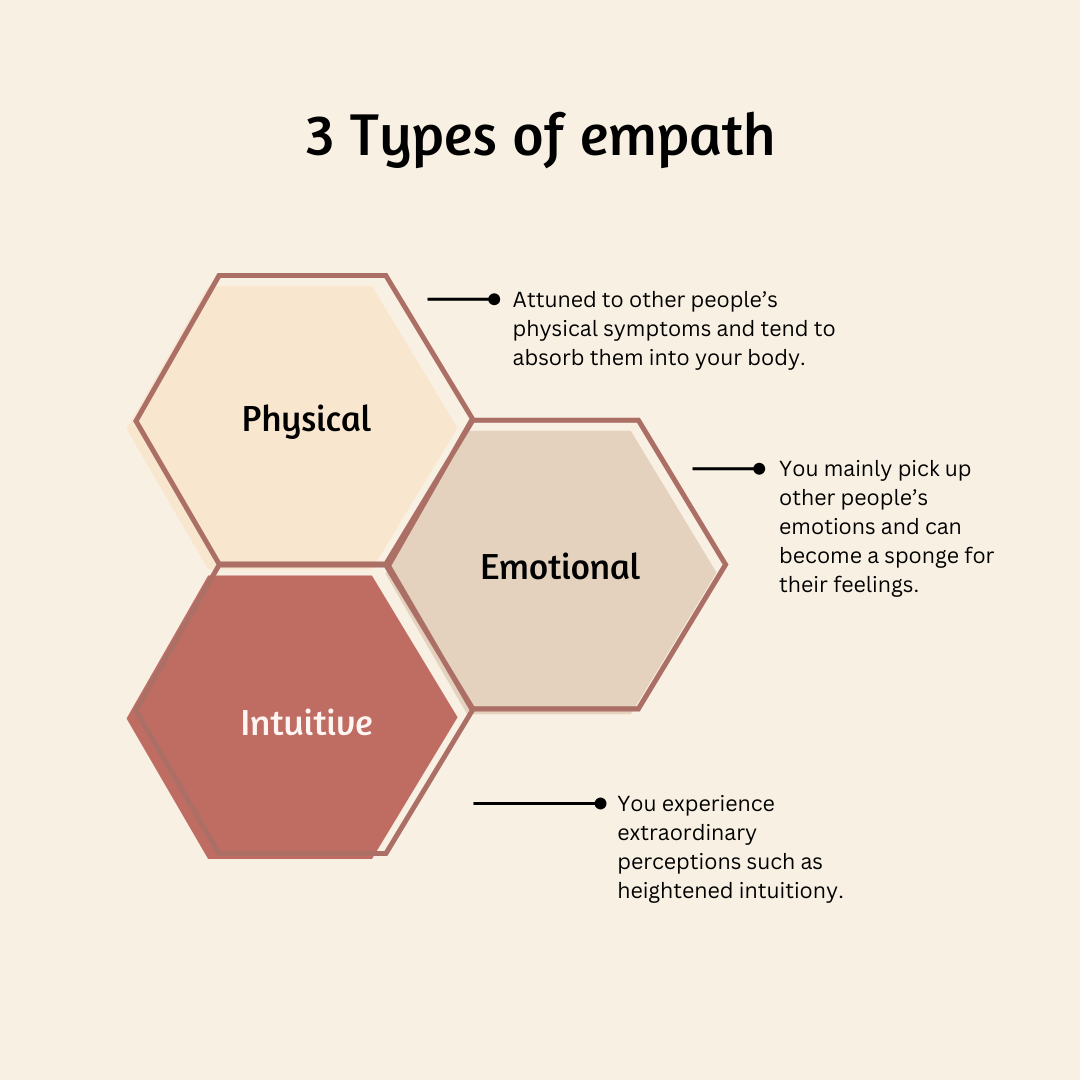 3 Types of empath
Attuned to other people’s
physical symptoms and tend to
absorb them into your body.
Physical
You mainly pick up
other people’s
emotions and can
become a sponge for
their feelings.
Emotional
Intuitive
You experience
extraordinary
perceptions such as
heightened intuitiony.